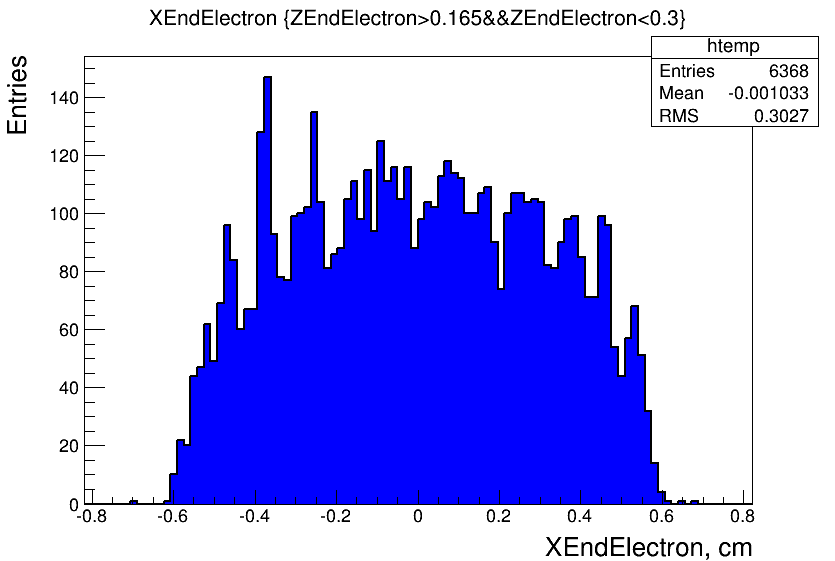 XEndElectron {ZEndElectron>0.165&&ZEndElectron<0.3}
htemp
Entries 6368
Mean -0.001033
RMS 0.3027
Entries
140
120
100
80
60
40
20
0
-0.8 -0.6 -0.4 -0.2 0 0.2 0.4 0.6 0.8
XEndElectron, cm